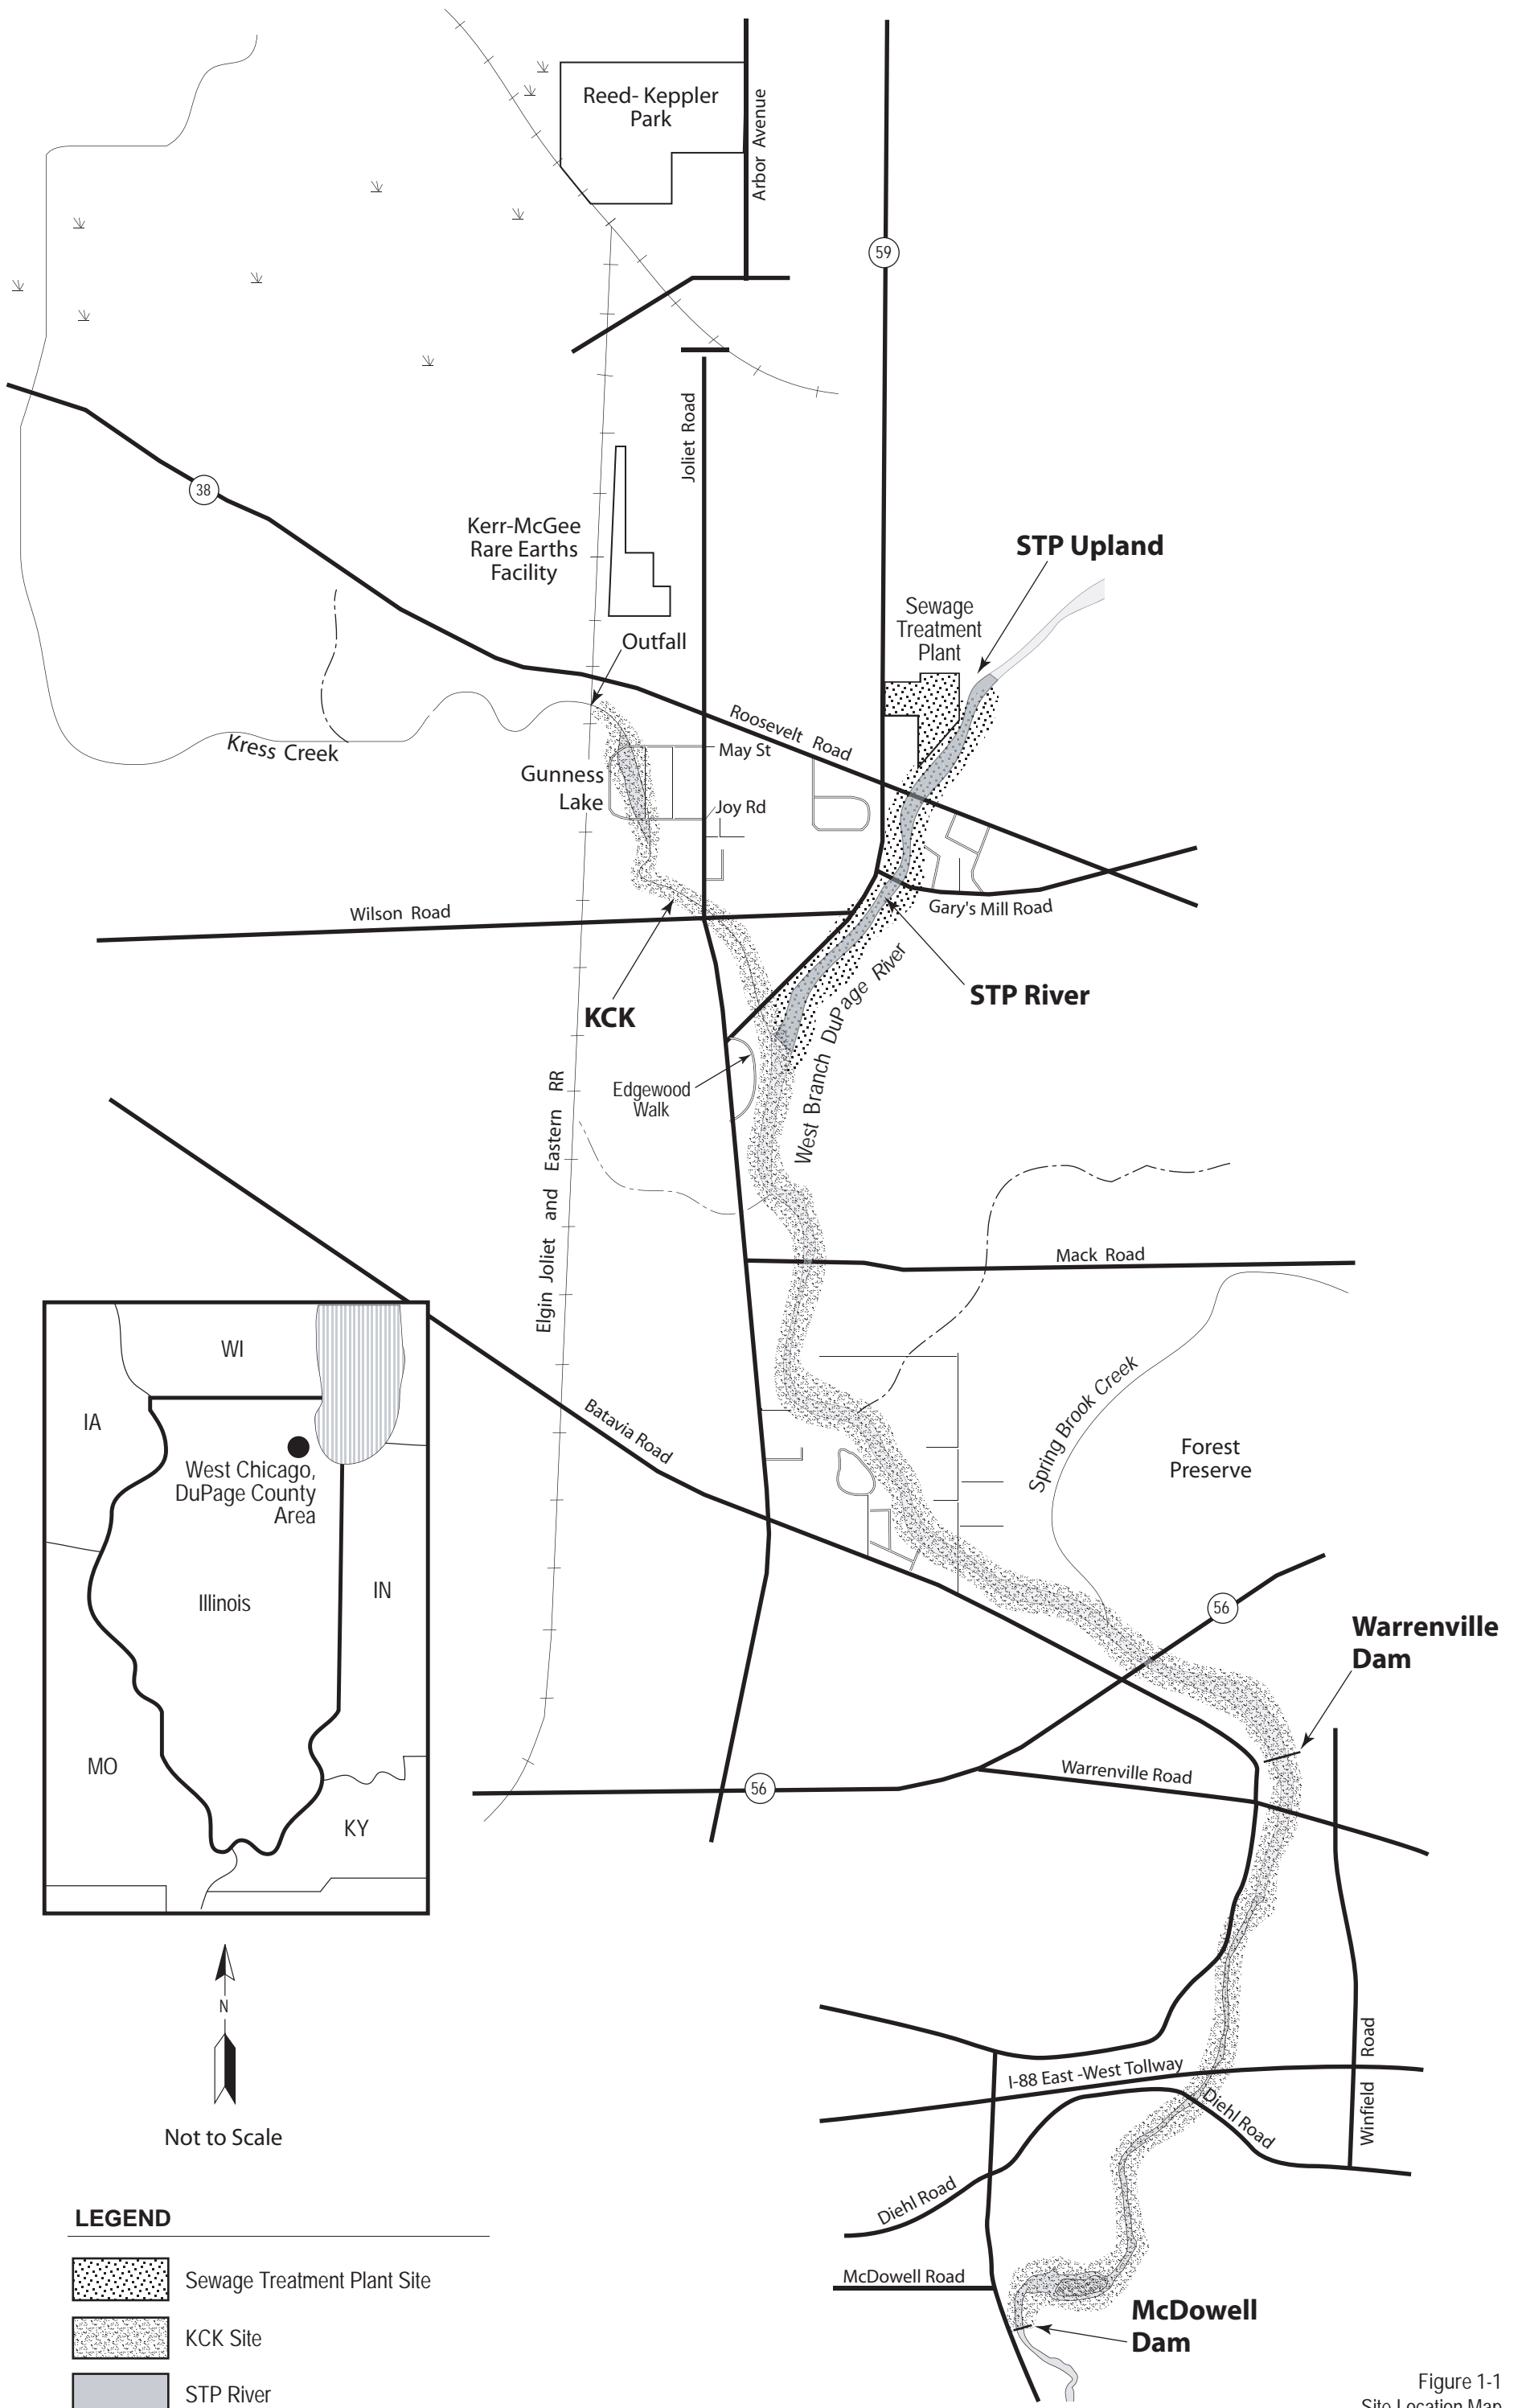 Reed- Keppler
Park
Arbor Avenue
59
Joliet Road
38
Kerr-McGee
Rare Earths
Facility
STP Upland
Sewage
Treatment
Plant
Outfall
Roosevelt Road
Kress Creek
May St
Gunness
Lake
Joy Rd
Wilson Road
Gary's Mill Road
STP River
KCK
West Branch DuPage River
Edgewood
Walk
Elgin Joliet and Eastern RR
Mack Road
WI
IA
West Chicago,
DuPage County
Area
Illinois
IN
MO
KY
Batavia Road
Spring Brook Creek
Forest
Preserve
56
Warrenville
Dam
Warrenville Road
56
N
Not to Scale
I-88 East -West Tollway
Diehl Road
Winfield Road
Diehl Road
McDowell Road
McDowell
Dam
LEGEND
Sewage Treatment Plant Site
KCK Site
STP River
Figure 1-1
Site Location Map